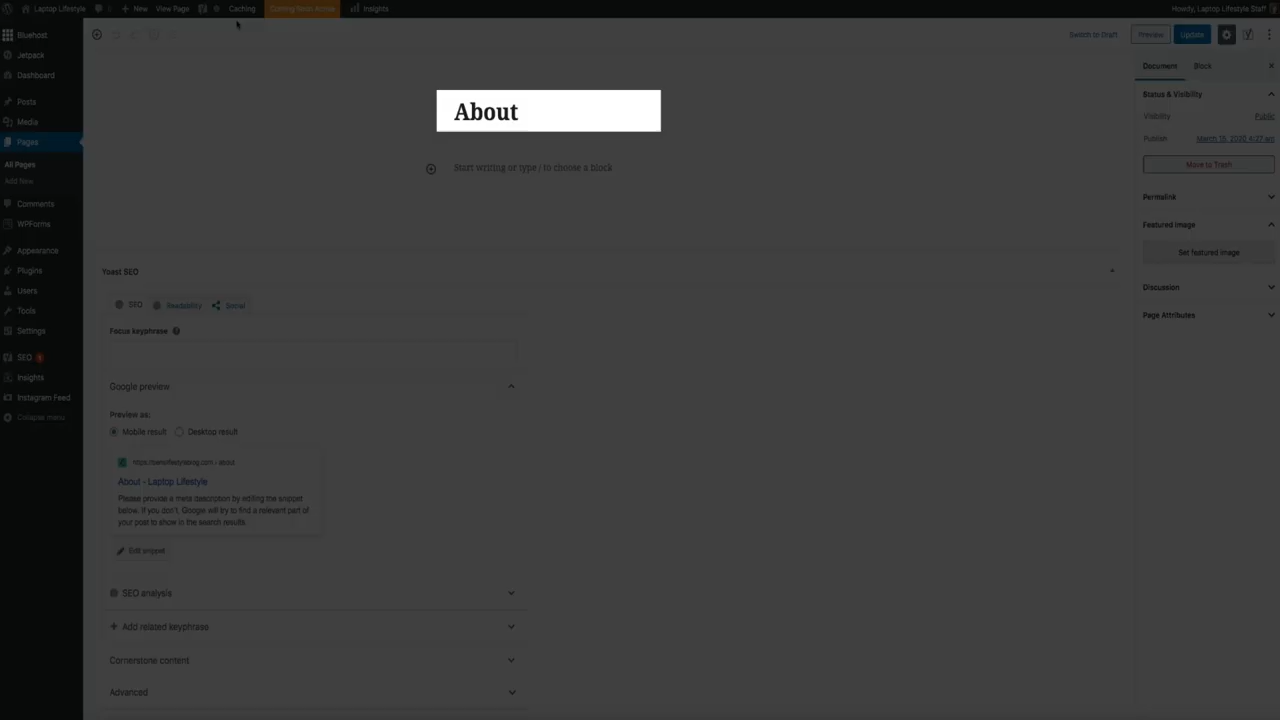 Laptop Lifestyle
New
View Page
0
Caching
Coming Soon Active
Insights
Howdy, Laptop Lifestyle Staff
Bluehost
Jetpack
Dashboard
Posts
Media
Pages
All Pages
Add New
Comments
WPForms
Appearance
Plugins
Users
Tools
Settings
SEO
Insights
Instagram Feed
Collapse menu
Switch to Draft
Preview
Update
About
Start writing or type / to choose a block
Yoast SEO
SEO
Readability
Social
Focus keyphrase
Google preview
Preview as:
Mobile result
Desktop result
About - Laptop Lifestyle
Please provide a meta description by editing the snippet
below. If you don't, Google will try to find a relevant part of
your post to show in the search results.
Edit snippet
SEO analysis
Add related keyphrase
Cornerstone content
Advanced
Document
Block
Status & Visibility
Visibility
Public
Publish
Move to Trash
Permalink
Featured image
Set featured image
Discussion
Page Attributes